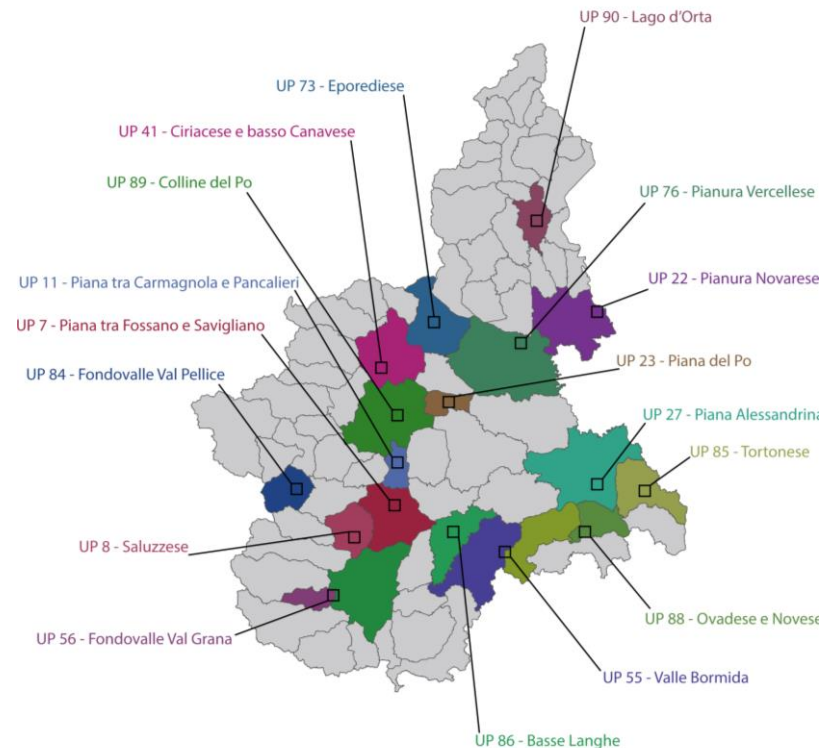 UP 90 - Lago d'Orta
UP 73 - Eporediese
UP 41 - Ciriacese e basso Canavese
UP 89 - Colline del Po
UP 76 - Pianura Vercellese
UP 11 - Piana tra Carmagnola e Pancalieri
UP 22 - Pianura Novarese
UP 7 - Piana tra Fossano e Savigliano
UP 23 - Piana del Po
UP 84 - Fondovalle Val Pellice
UP 27 - Piana Alessandrina
UP 85 - Tortonese
UP 8 - Saluzzese
UP 88 - Ovadese e Novese
UP 56 - Fondovalle Val Grana
UP 55 - Valle Bormida
UP 86 - Basse Langhe